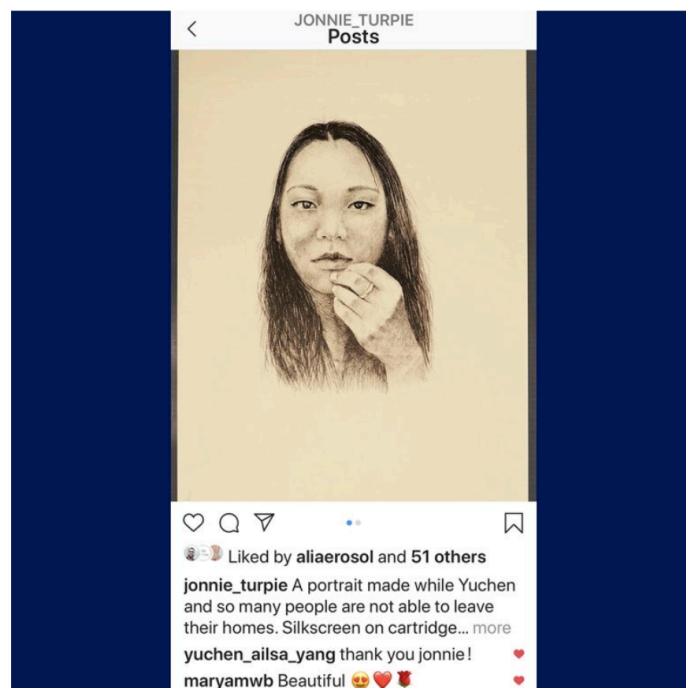 JONNIE_TURPIE
Posts
Liked by aliaerosol and 51 others
jonnie_turpie A portrait made while Yuchen
and so many people are not able to leave
their homes. Silkscreen on cartridge... more
yuchen_ailsa_yang thank you jonnie!
maryamwb Beautiful 😍❤️🌹